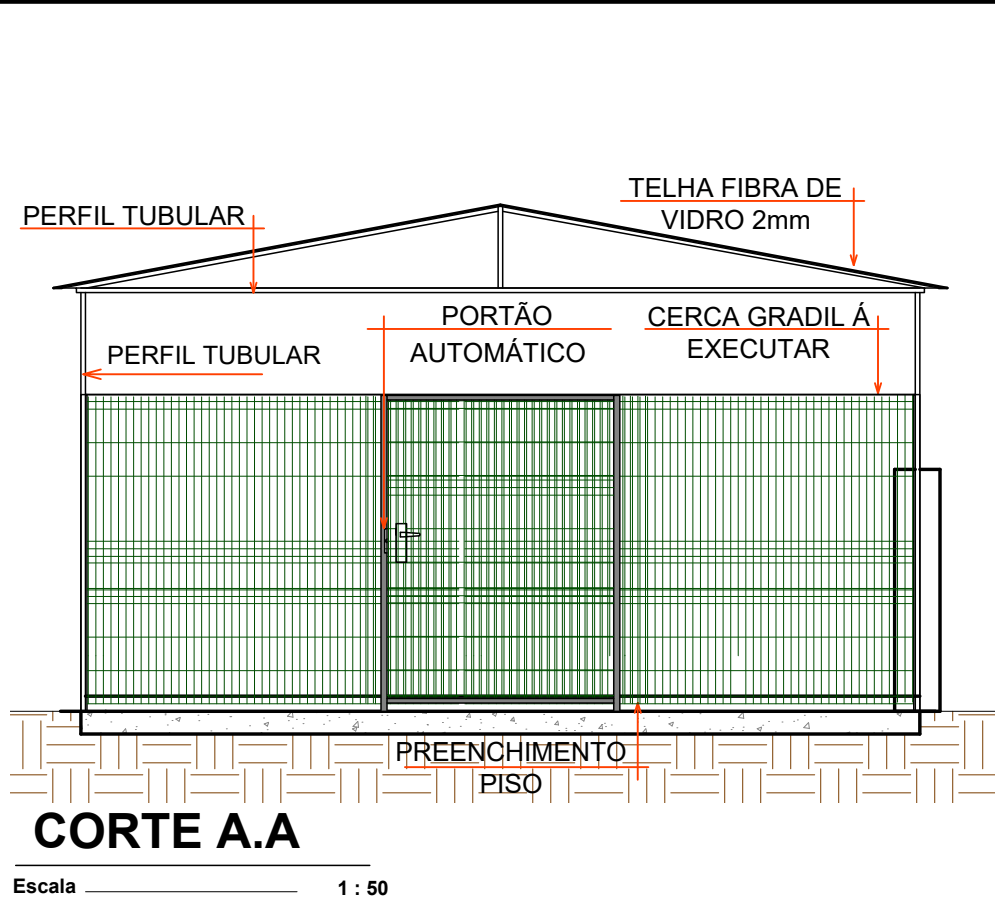 TELHA FIBRA DE
VIDRO 2mm
PERFIL TUBULAR
PORTÃO
AUTOMÁTICO
CERCA GRADIL Á
EXECUTAR
PERFIL TUBULAR
PREENCHIMENTO
PISO
CORTE A.A
Escala 1 : 50